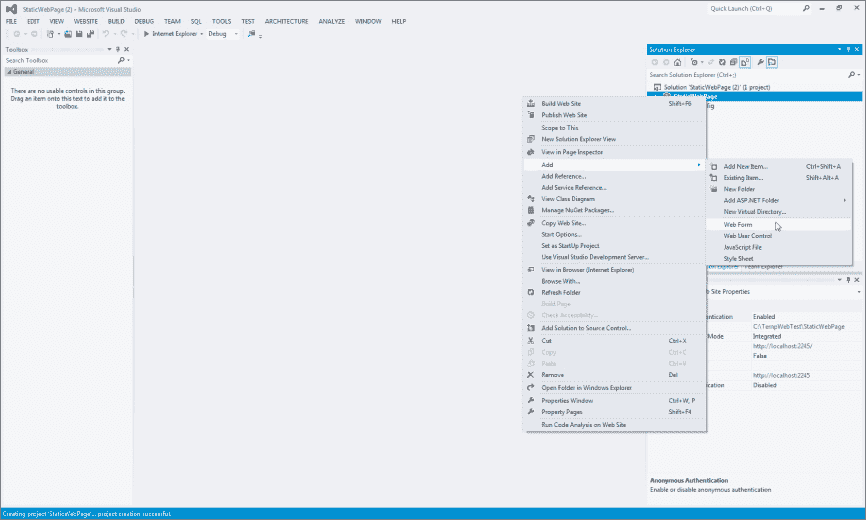 StaticWebPage (2) - Microsoft Visual Studio
Quick Launch (Ctrl+Q)
FILE EDIT VIEW WEBSITE BUILD DEBUG TEAM SQL TOOLS TEST ARCHITECTURE ANALYZE WINDOW HELP
Internet Explorer Debug
Toolbox
Search Toolbox
General
There are no usable controls in this group.
Drag an item onto this text to add it to the
toolbox.
Solution Explorer
Search Solution Explorer (Ctrl+;)
Solution 'StaticWebPage (2)' (1 project)
StaticWebPage
Build Web Site Shift+F6
Publish Web Site
Scope to This
New Solution Explorer View
View in Page Inspector
Add
Add Reference...
Add Service Reference...
View Class Diagram
Manage NuGet Packages...
Copy Web Site...
Start Options...
Set as StartUp Project
Use Visual Studio Development Server...
View in Browser (Internet Explorer)
Browse With...
Refresh Folder
Build Page
Check Accessibility...
Add Solution to Source Control...
Cut Ctrl+X
Copy Ctrl+C
Paste Ctrl+V
Remove Del
Open Folder in Windows Explorer
Properties Window Ctrl+W, P
Property Pages Shift+F4
Run Code Analysis on Web Site
Add New Item... Ctrl+Shift+A
Existing Item... Shift+Alt+A
New Folder
Add ASP.NET Folder
New Virtual Directory...
Web Form
Web User Control
JavaScript File
Style Sheet
Team Explorer
Site Properties
Enabled
C:\TempWebTest\StaticWebPage
Mode Integrated
http://localhost:2245/
False
http://localhost:2245
Disabled
Anonymous Authentication
Enable or disable anonymous authentication
Creating project 'StaticWebPage'... project creation successful.